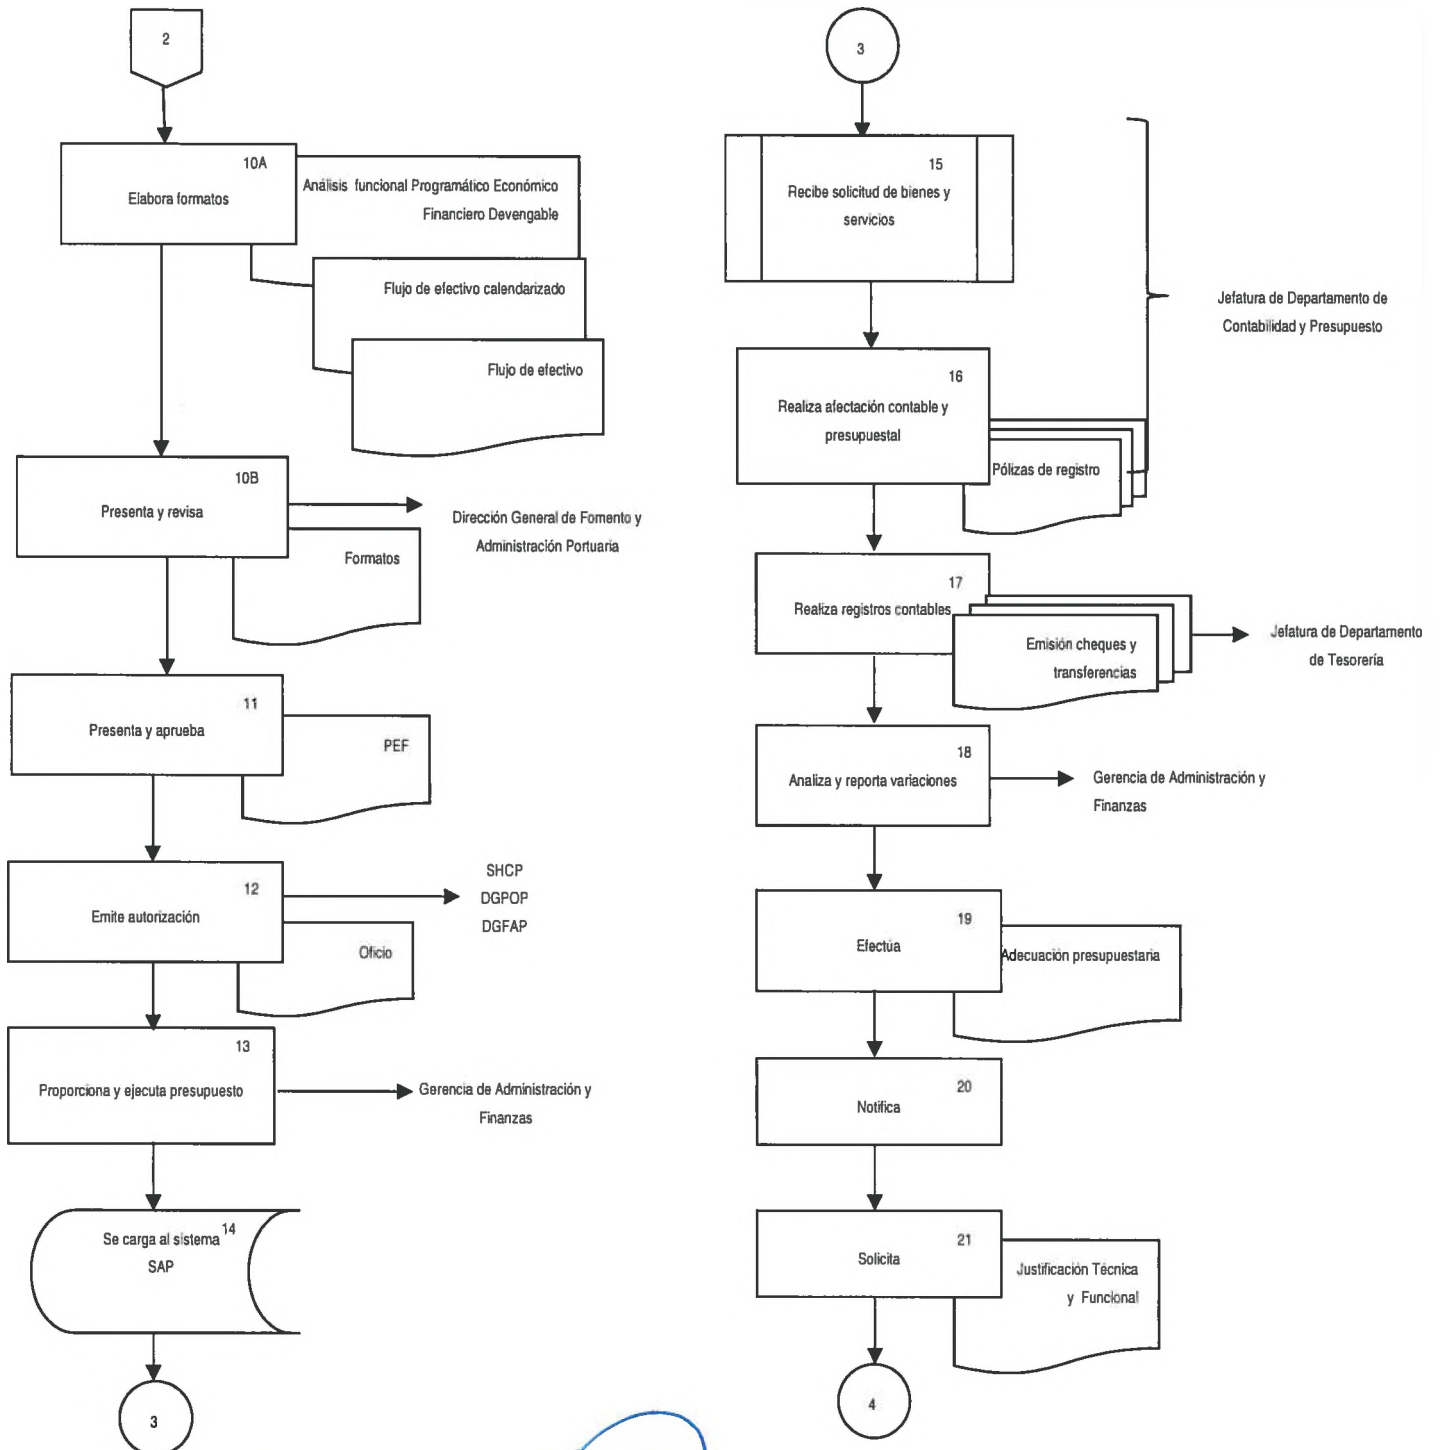 2
10A
Elabora formatos
Análisis funcional Programático Económico
Financiero Devengable
Flujo de efectivo calendarizado
Flujo de efectivo
10B
Presenta y revisa
Formatos
Dirección General de Fomento y
Administración Portuaria
11
Presenta y aprueba
PEF
12
Emite autorización
Oficio
SHCP
DGPOP
DGFAP
13
Proporciona y ejecuta presupuesto
Gerencia de Administración y
Finanzas
14
Se carga al sistema
SAP
3
3
15
Recibe solicitud de bienes y
servicios
Jefatura de Departamento de
Contabilidad y Presupuesto
16
Realiza afectación contable y
presupuestal
Pólizas de registro
17
Realiza registros contables
Emisión cheques y
transferencias
Jefatura de Departamento
de Tesorería
18
Analiza y reporta variaciones
Gerencia de Administración y
Finanzas
19
Efectúa
Adecuación presupuestaria
20
Notifica
21
Solicita
Justificación Técnica
y Funcional
4